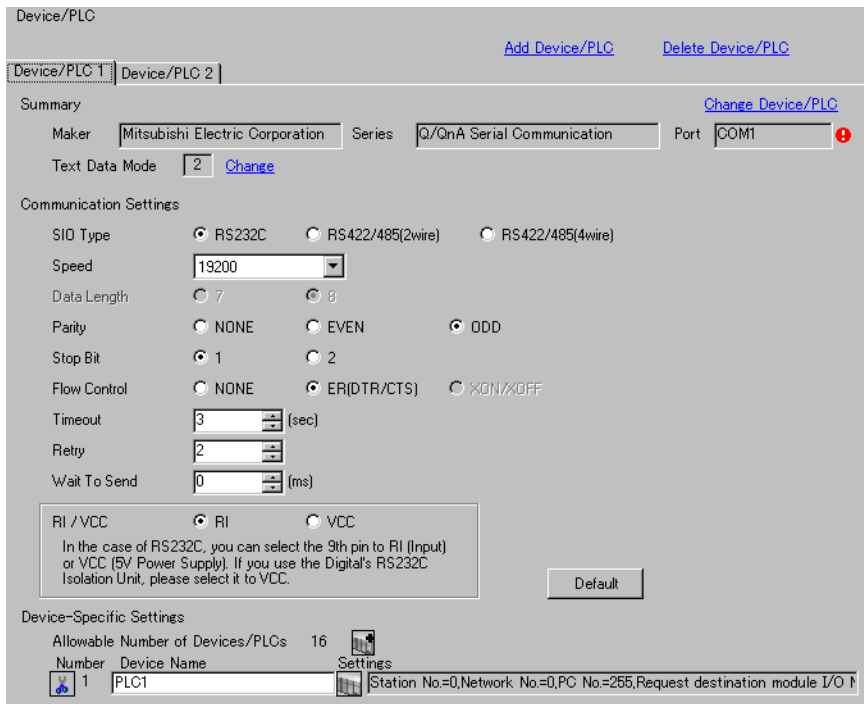 Device/PLC
Add Device/PLC Delete Device/PLC
Device/PLC 1 Device/PLC 2
Summary Change Device/PLC
Maker Mitsubishi Electric Corporation Series Q/QnA Serial Communication Port COM1
Text Data Mode 2 Change
Communication Settings
SIO Type RS232C RS422/485(2wire) RS422/485(4wire)
Speed 19200
Data Length 7 8
Parity NONE EVEN ODD
Stop Bit 1 2
Flow Control NONE ER(DTR/CTS) XON/XOFF
Timeout 3 (sec)
Retry 2
Wait To Send 0 (ms)
RI / VCC RI VCC
In the case of RS232C, you can select the 9th pin to RI (Input)
or VCC (5V Power Supply). If you use the Digital's RS232C
Isolation Unit, please select it to VCC.
Default
Device-Specific Settings
Allowable Number of Devices/PLCs 16
Number Device Name Settings
1 PLC1 Station No.=0,Network No.=0,PC No.=255,Request destination module I/O